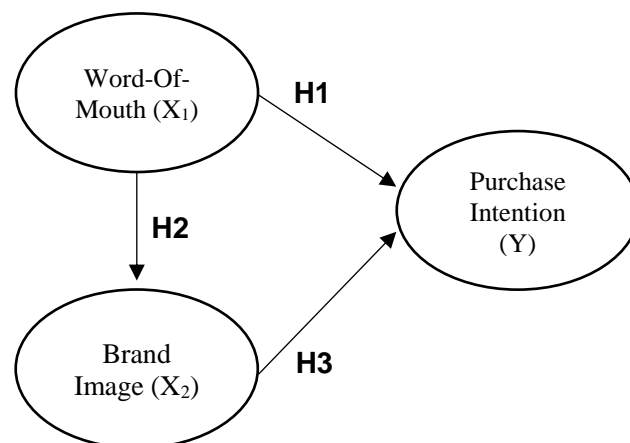 Word-Of-
Mouth (X₁)
H1
Purchase
Intention
(Y)
H2
Brand
Image (X₂)
H3